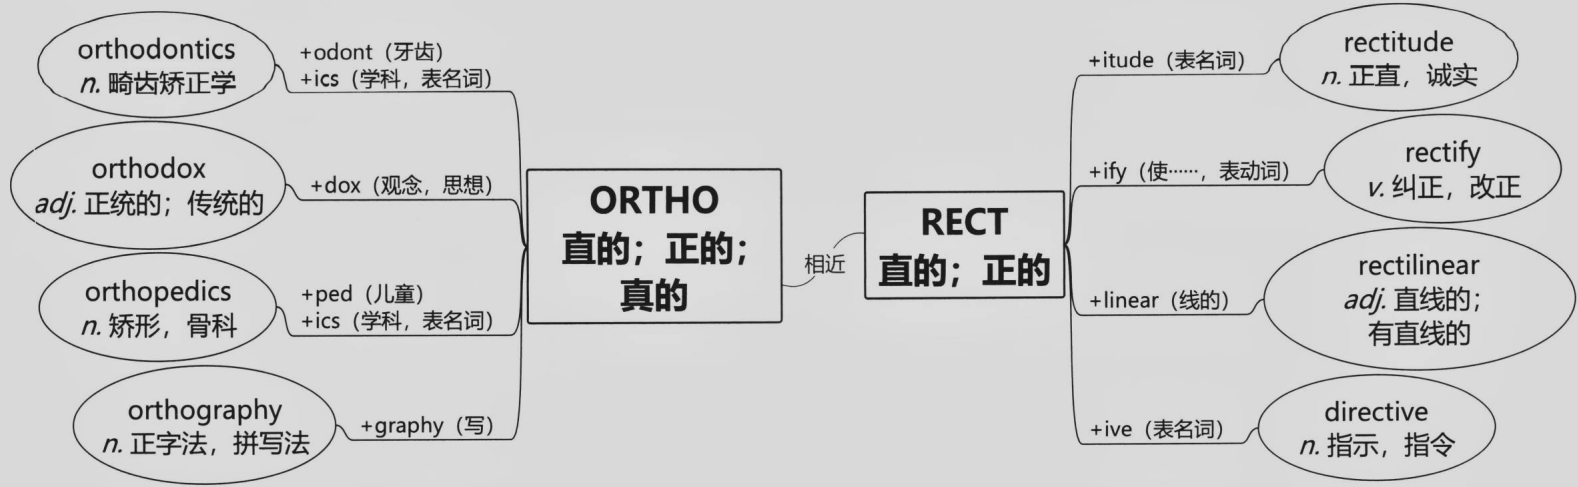 orthodontics
n. 畸齿矫正学
+odont（牙齿）
+ics（学科，表名词）
orthodox
adj. 正统的；传统的
+dox（观念，思想）
orthopedics
n. 矫形，骨科
+ped（儿童）
+ics（学科，表名词）
orthography
n. 正字法，拼写法
+graphy（写）
ORTHO
直的；正的；
真的
相近
RECT
直的；正的
+itude（表名词）
rectitude
n. 正直，诚实
+ify（使……，表动词）
rectify
v. 纠正，改正
+linear（线的）
rectilinear
adj. 直线的；
有直线的
+ive（表名词）
directive
n. 指示，指令